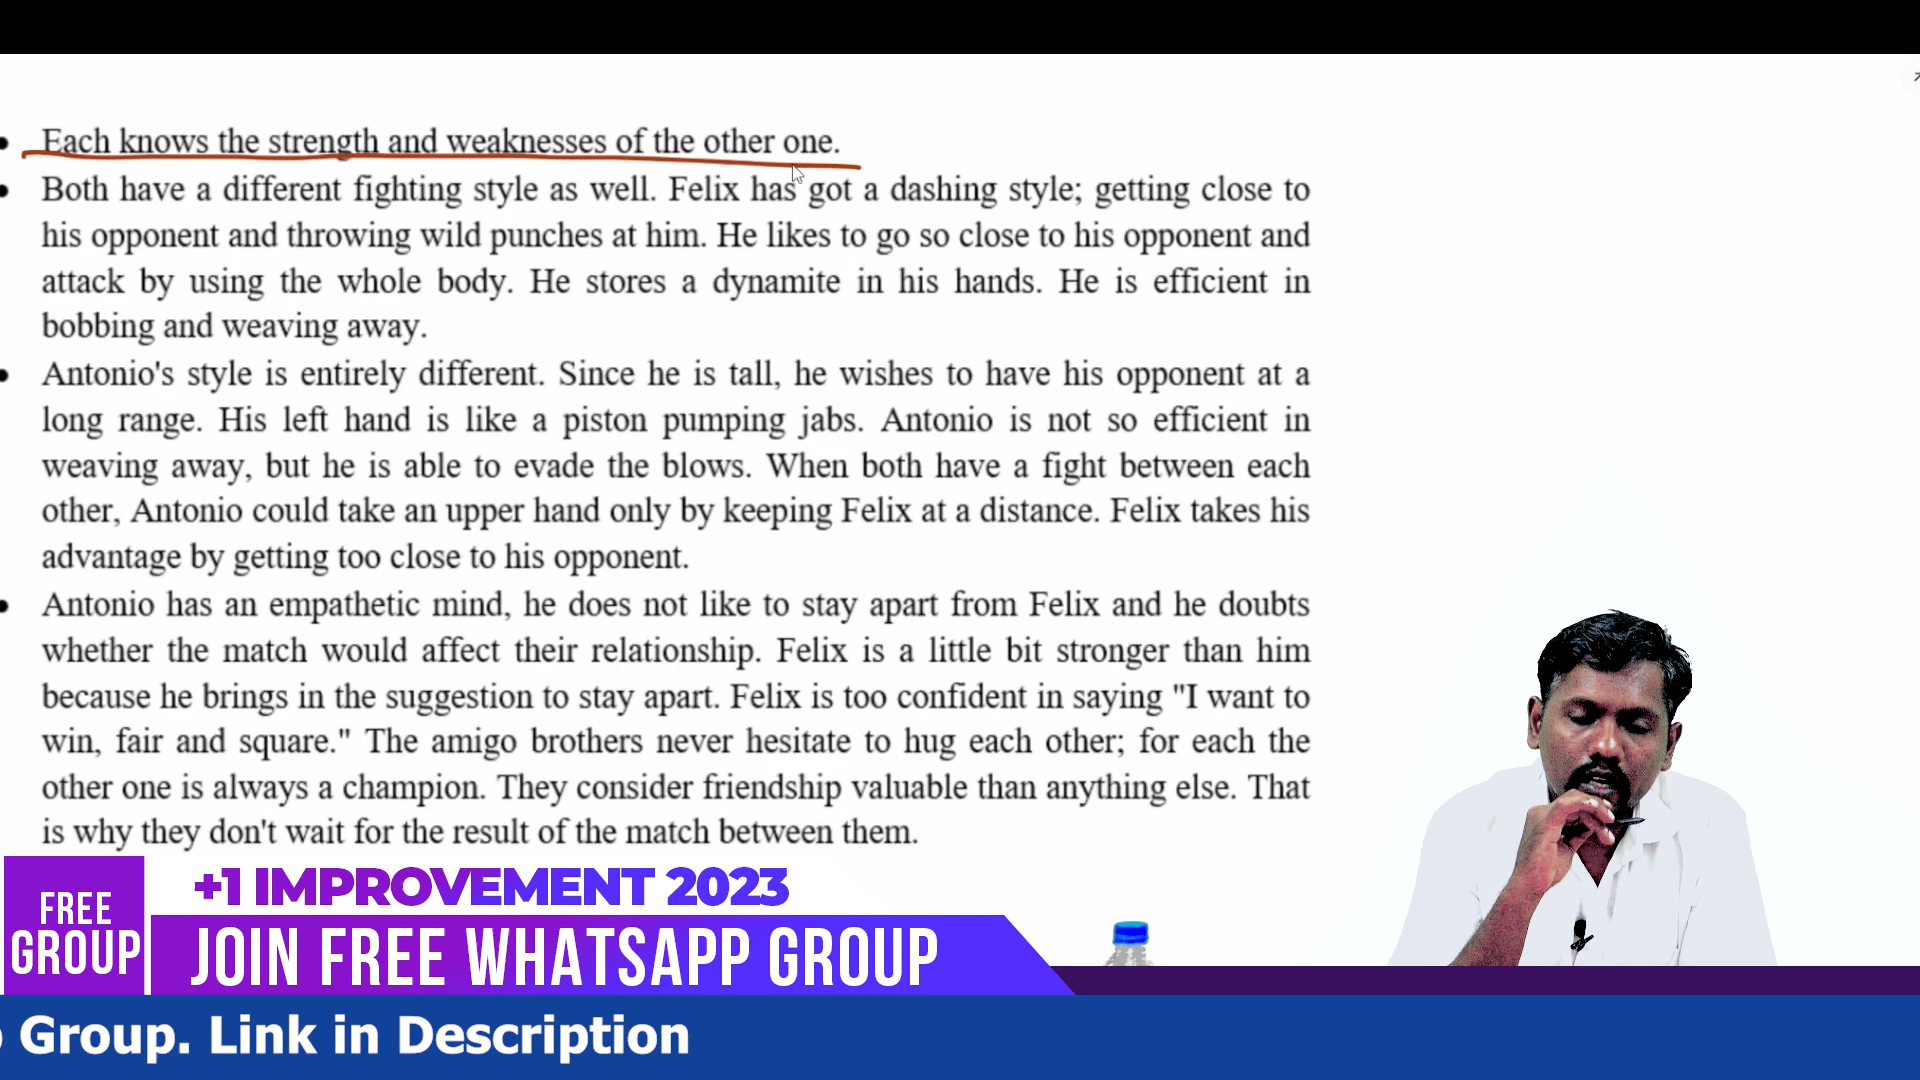 Each knows the strength and weaknesses of the other one.
Both have a different fighting style as well. Felix has got a dashing style; getting close to
his opponent and throwing wild punches at him. He likes to go so close to his opponent and
attack by using the whole body. He stores a dynamite in his hands. He is efficient in
bobbing and weaving away.
Antonio's style is entirely different. Since he is tall, he wishes to have his opponent at a
long range. His left hand is like a piston pumping jabs. Antonio is not so efficient in
weaving away, but he is able to evade the blows. When both have a fight between each
other, Antonio could take an upper hand only by keeping Felix at a distance. Felix takes his
advantage by getting too close to his opponent.
Antonio has an empathetic mind, he does not like to stay apart from Felix and he doubts
whether the match would affect their relationship. Felix is a little bit stronger than him
because he brings in the suggestion to stay apart. Felix is too confident in saying "I want to
win, fair and square." The amigo brothers never hesitate to hug each other; for each the
other one is always a champion. They consider friendship valuable than anything else. That
is why they don't wait for the result of the match between them.
+1 IMPROVEMENT 2023
FREE
GROUP
JOIN FREE WHATSAPP GROUP
Group. Link in Description